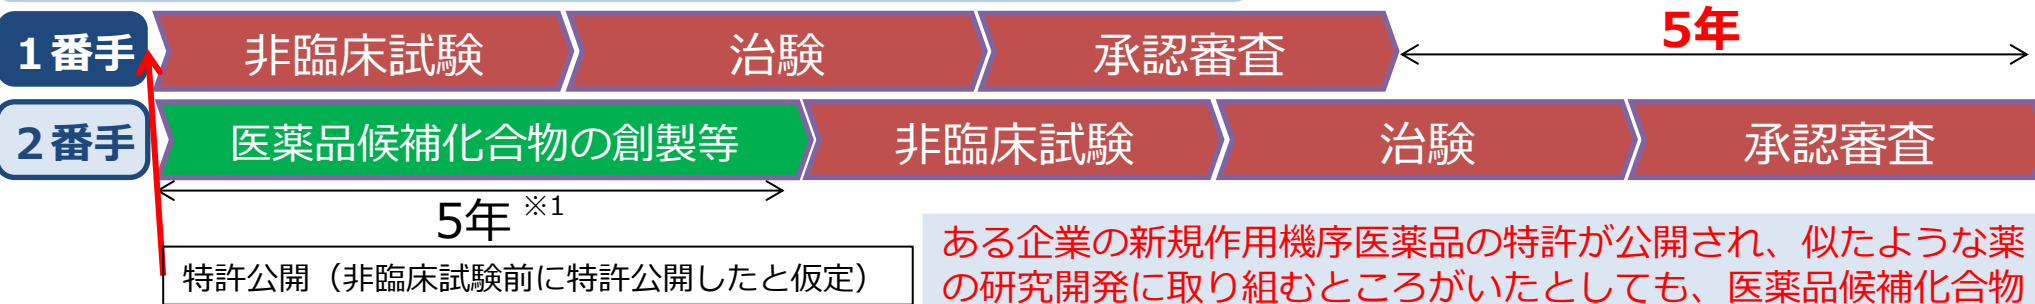 1番手
非臨床試験
治験
承認審査
5年
2番手
医薬品候補化合物の創製等
非臨床試験
治験
承認審査
5年 ※1
特許公開（非臨床試験前に特許公開したと仮定）
ある企業の新規作用機序医薬品の特許が公開され、似たような薬
の研究開発に取り組むところがいたとしても、医薬品候補化合物